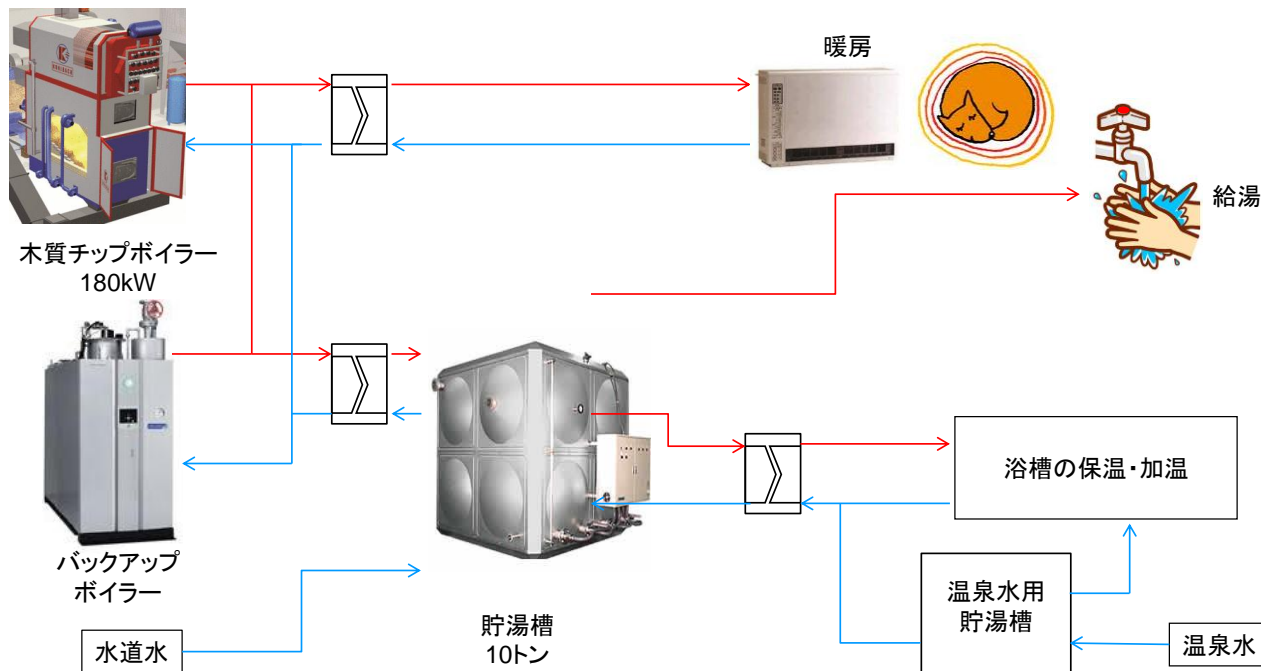 暖房
給湯
木質チップボイラー
180kW
バックアップ
ボイラー
水道水
貯湯槽
10トン
浴槽の保温・加温
温泉水用
貯湯槽
温泉水